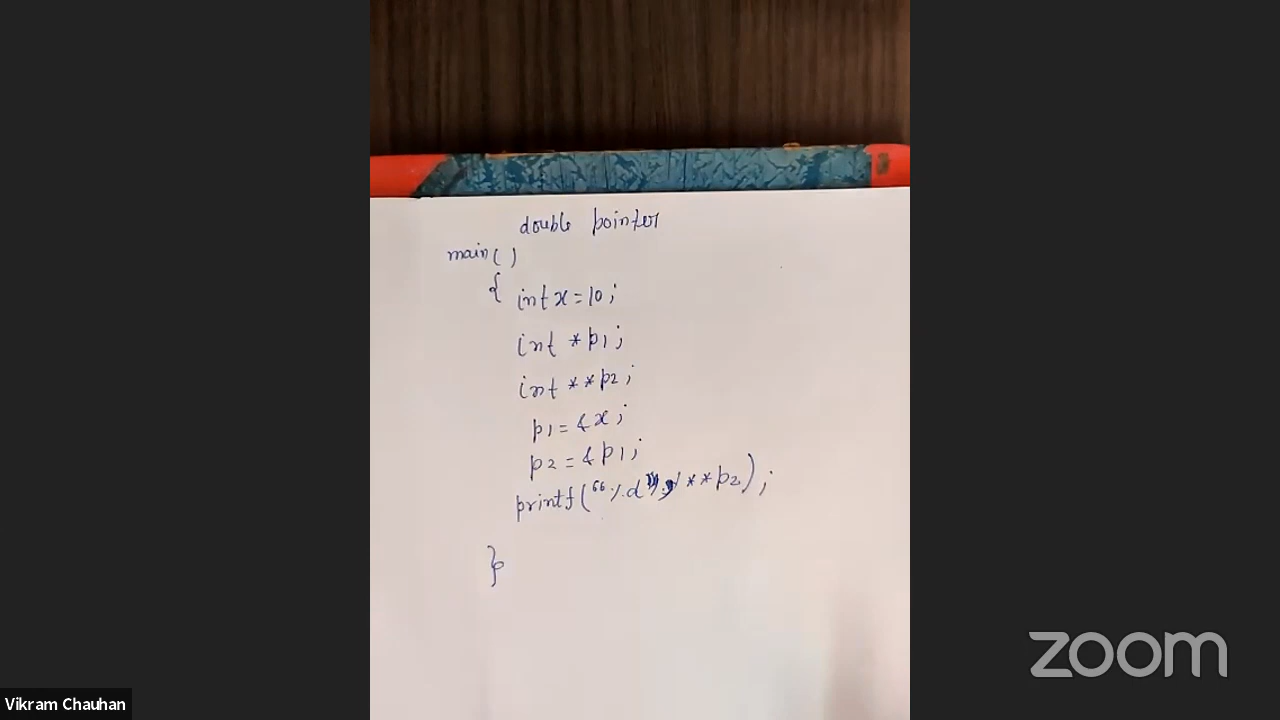 double pointer
main()
{ int x = 10;
int *p1;
int **p2;
p1 = &x;
p2 = &p1;
printf("%d", **p2);
}
zoom
Vikram Chauhan